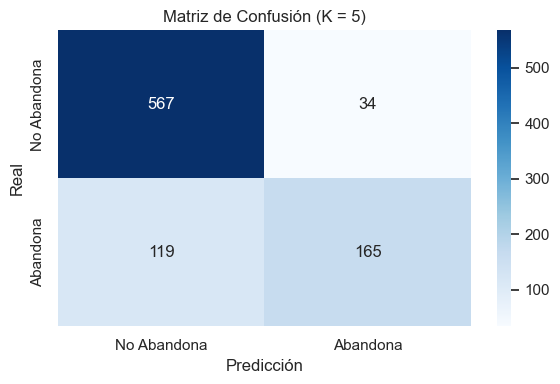 Matriz de Confusión (K = 5)
Real
No Abandona
Abandona
567
34
119
165
No Abandona
Abandona
Predicción
500
400
300
200
100